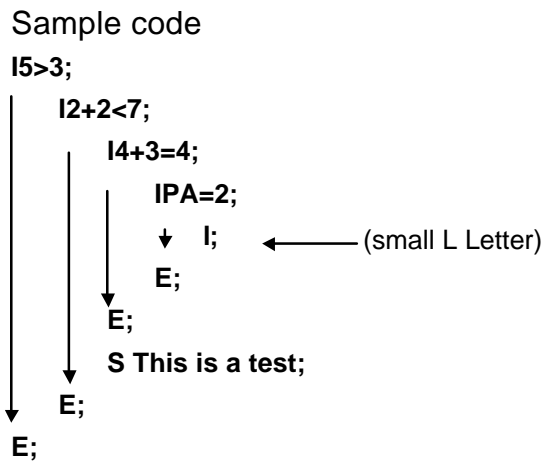 Sample code
I5>3;
I2+2<7;
I4+3=4;
IPA=2;
l; (small L Letter)
E;
E;
S This is a test;
E;
E;